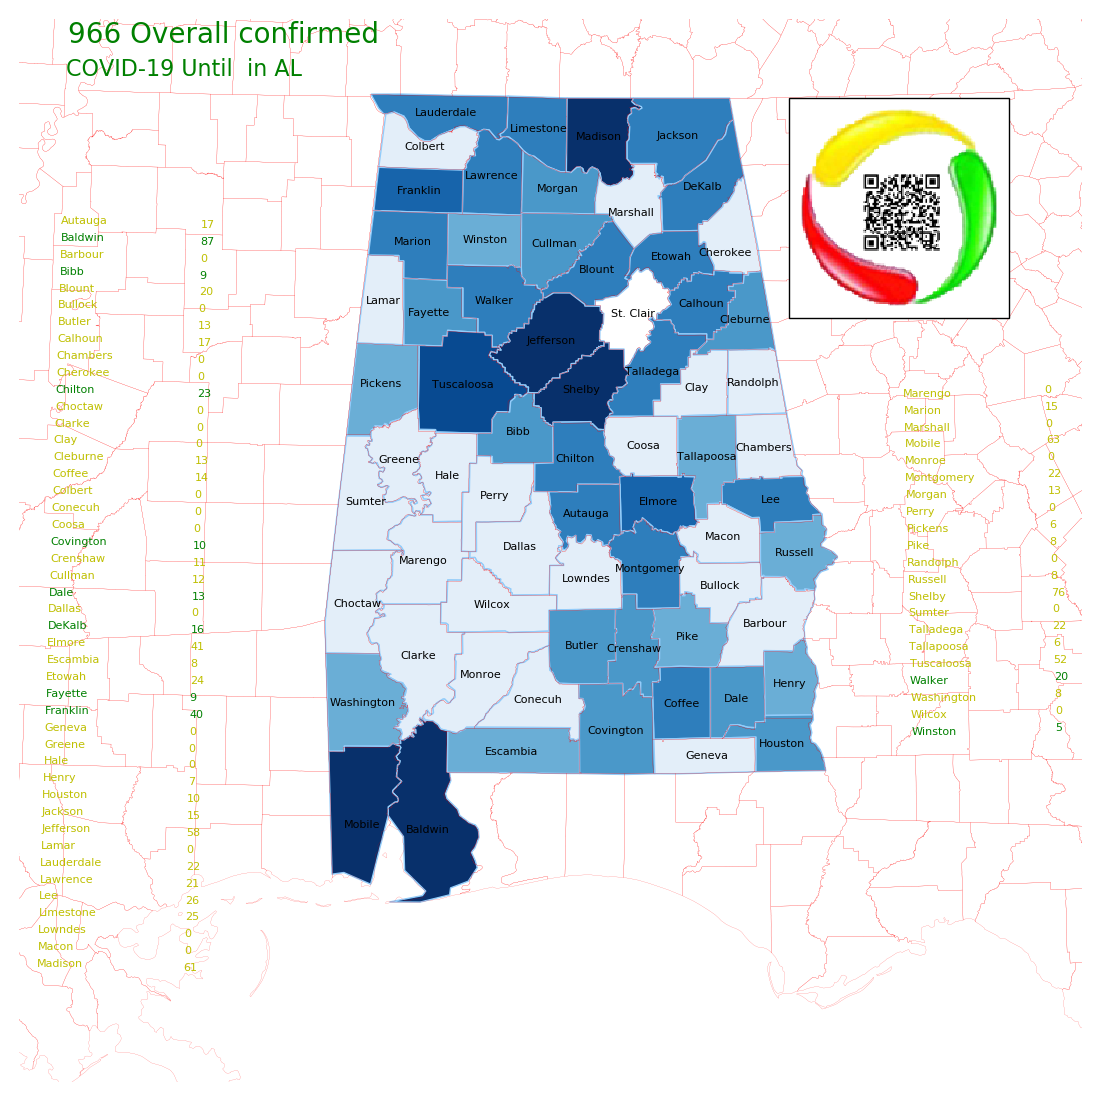 966 Overall confirmed
COVID-19 Until  in AL
Autauga 17
Baldwin 87
Barbour 0
Bibb 9
Blount 20
Bullock 0
Butler 13
Calhoun 17
Chambers 0
Cherokee 0
Chilton 23
Choctaw 0
Clarke 0
Clay 0
Cleburne 13
Coffee 14
Colbert 0
Conecuh 0
Coosa 0
Covington 10
Crenshaw 11
Cullman 12
Dale 13
Dallas 0
DeKalb 16
Elmore 41
Escambia 8
Etowah 24
Fayette 9
Franklin 40
Geneva 0
Greene 0
Hale 0
Henry 7
Houston 10
Jackson 15
Jefferson 58
Lamar 0
Lauderdale 22
Lawrence 21
Lee 26
Limestone 25
Lowndes 0
Macon 0
Madison 61
Lauderdale
Limestone
Madison
Jackson
Colbert
Lawrence
Franklin
Morgan
DeKalb
Marshall
Marion
Winston
Cullman
Etowah
Cherokee
Blount
Lamar
Walker
Calhoun
Fayette
St. Clair
Cleburne
Jefferson
Talladega
Pickens
Tuscaloosa
Shelby
Clay
Randolph
Bibb
Coosa
Tallapoosa
Chambers
Greene
Chilton
Hale
Sumter
Perry
Elmore
Lee
Autauga
Macon
Dallas
Russell
Marengo
Montgomery
Lowndes
Bullock
Choctaw
Wilcox
Barbour
Pike
Butler
Crenshaw
Clarke
Monroe
Henry
Washington
Conecuh
Coffee
Dale
Covington
Houston
Escambia
Geneva
Mobile
Baldwin
Marengo 0
Marion 15
Marshall 0
Mobile 63
Monroe 0
Montgomery 22
Morgan 13
Perry 0
Pickens 6
Pike 8
Randolph 0
Russell 8
Shelby 76
Sumter 0
Talladega 22
Tallapoosa 6
Tuscaloosa 52
Walker 20
Washington 8
Wilcox 0
Winston 5